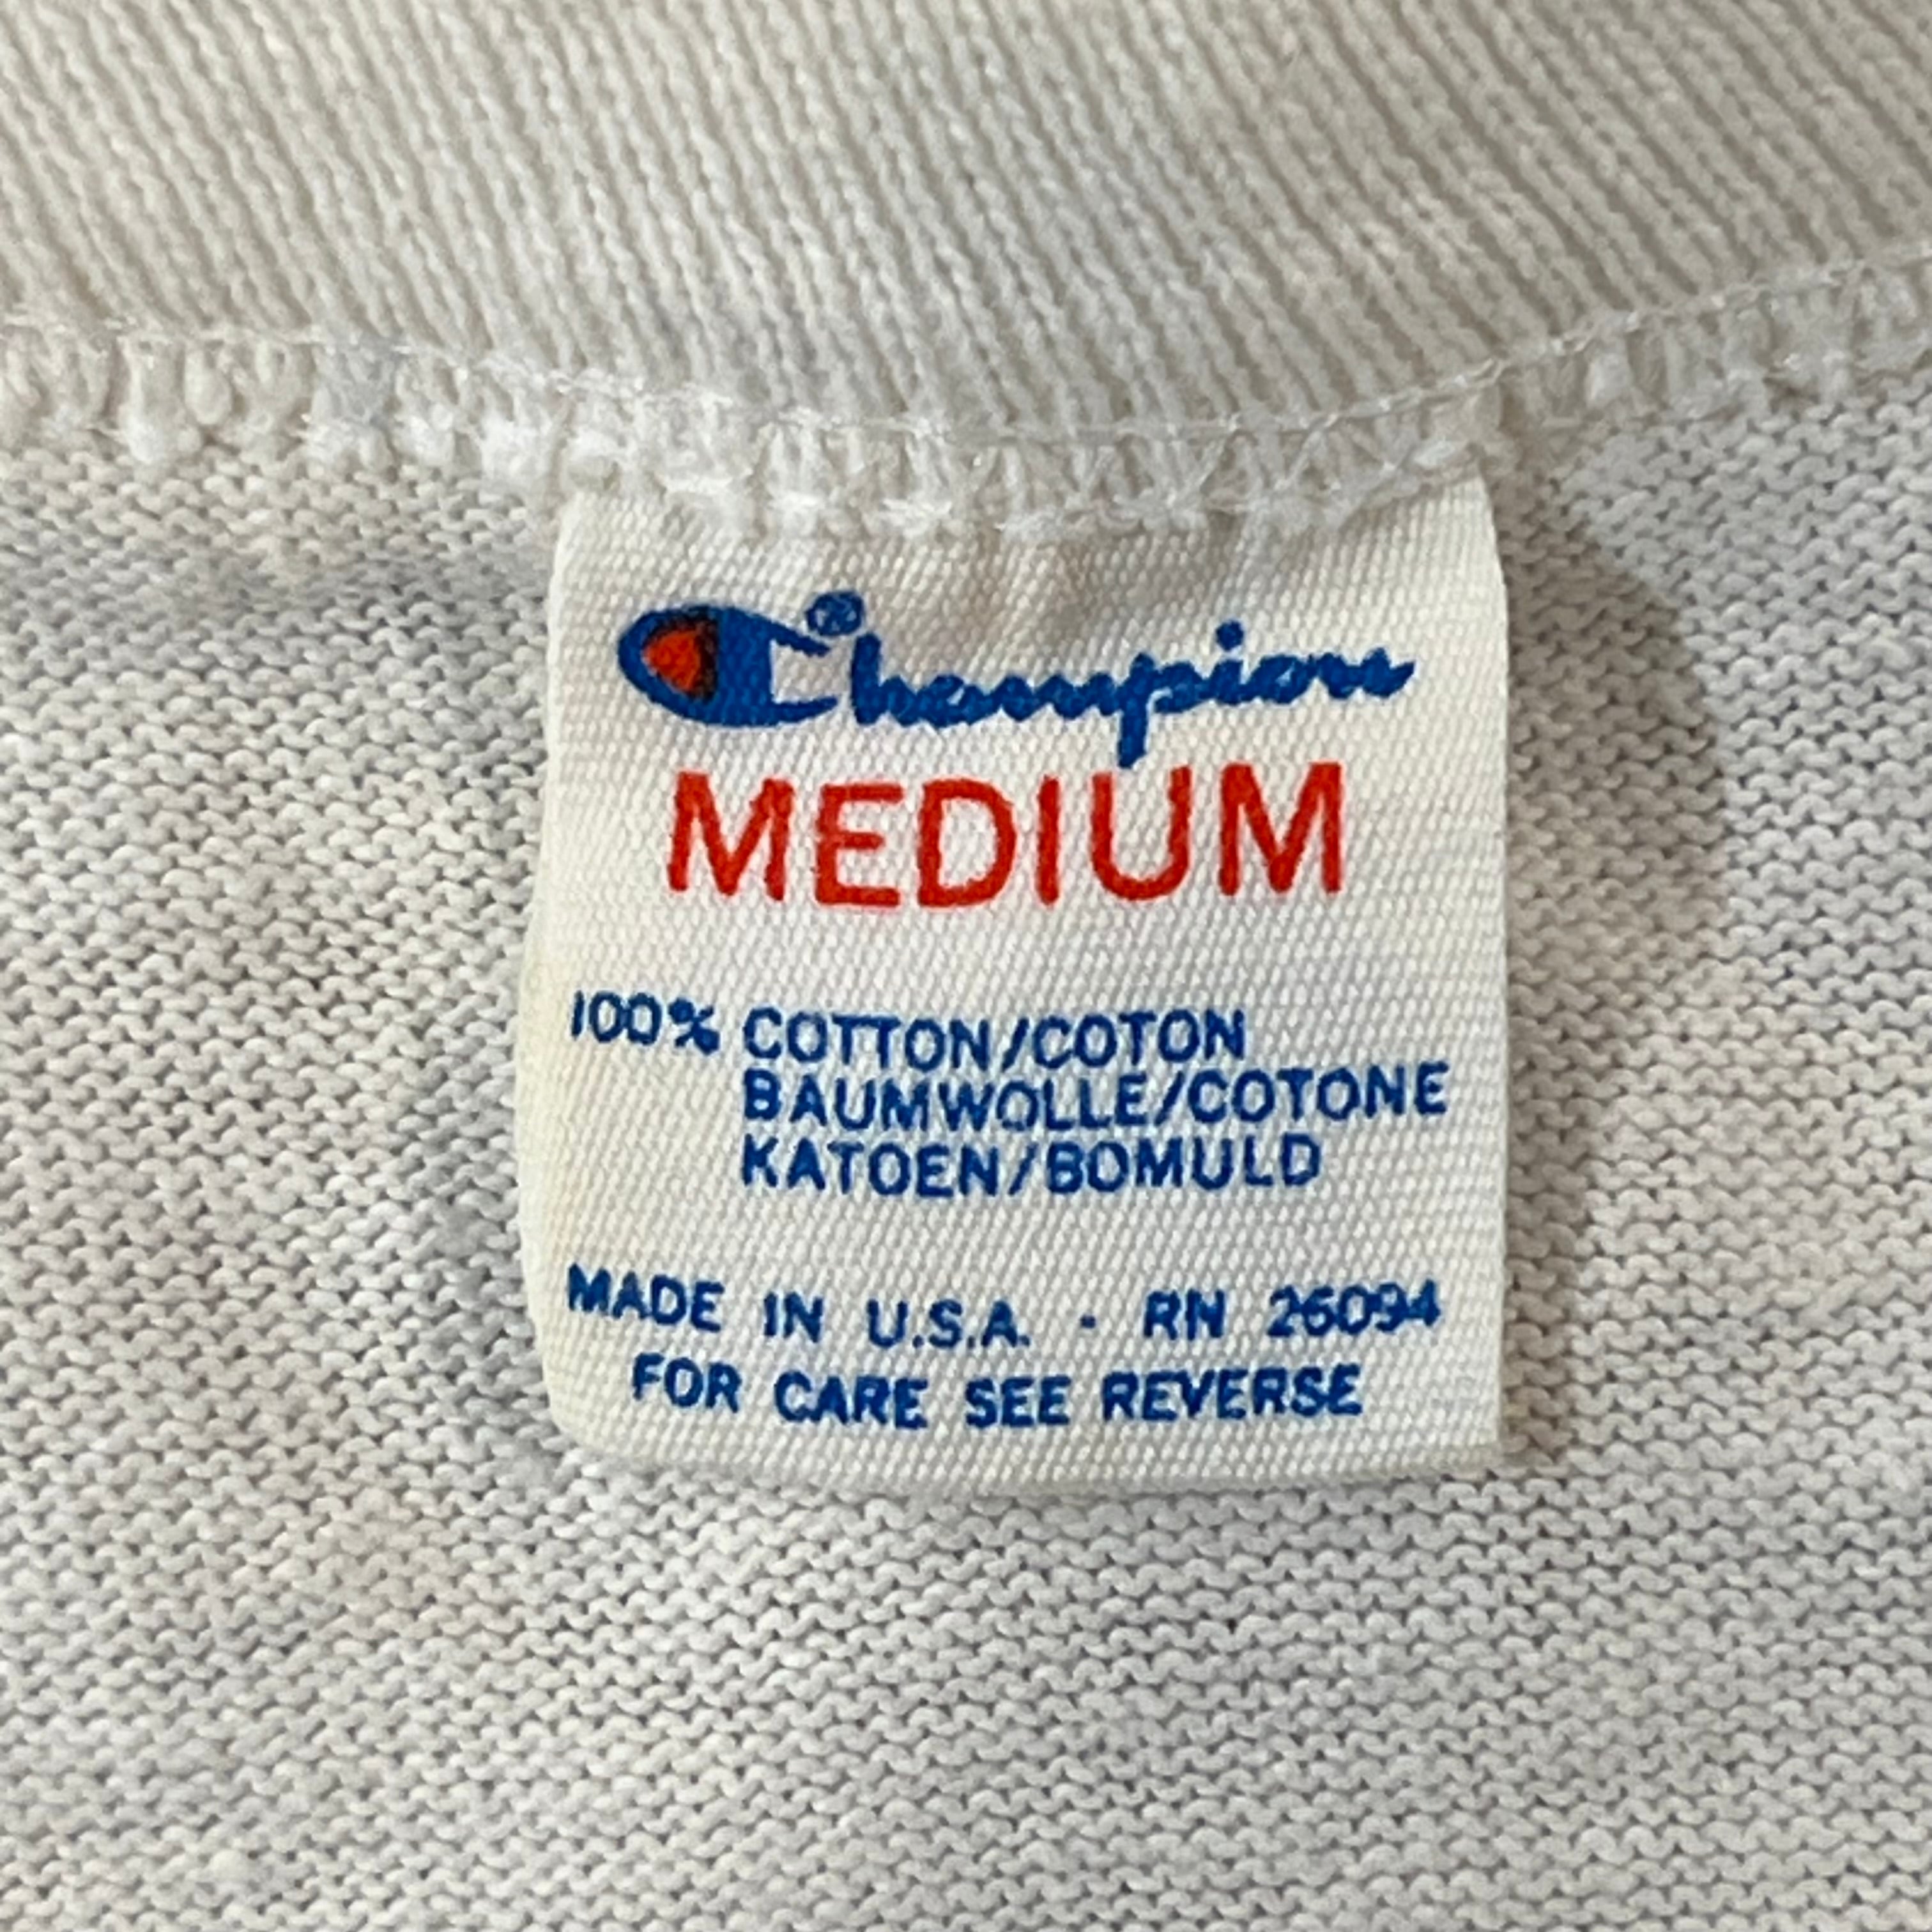 Champion®
MEDIUM
100% COTTON/COTON
BAUMWOLLE/COTONE
KATOEN/BOMULD
MADE IN U.S.A. - RN 26094
FOR CARE SEE REVERSE